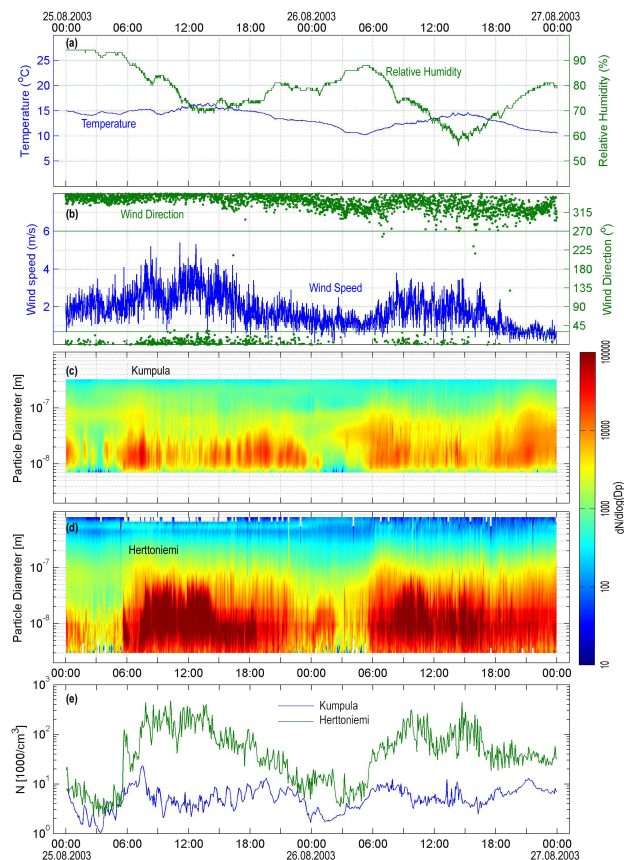 25.08.2003 26.08.2003 27.08.2003
00:00 06:00 12:00 18:00 00:00 06:00 12:00 18:00 00:00
(a)
Temperature (°C)
25
20
15
10
5
Relative Humidity
Temperature
90
80
70
60
50
Relative Humidity (%)
(b)
Wind Direction
Wind speed (m/s)
6
4
2
Wind Speed
315
270
225
180
135
90
45
Wind Direction (°)
(c)
Kumpula
Particle Diameter [m]
10-7
10-8
(d)
Herttoniemi
Particle Diameter [m]
10-7
10-8
00:00 06:00 12:00 18:00 00:00 06:00 12:00 18:00 00:00
100000
10000
1000
100
10
dN/dlog(Dp)
(e)
Kumpula
Herttoniemi
N [1000/cm3]
103
102
101
100
00:00 06:00 12:00 18:00 00:00 06:00 12:00 18:00 00:00
25.08.2003 26.08.2003 27.08.2003